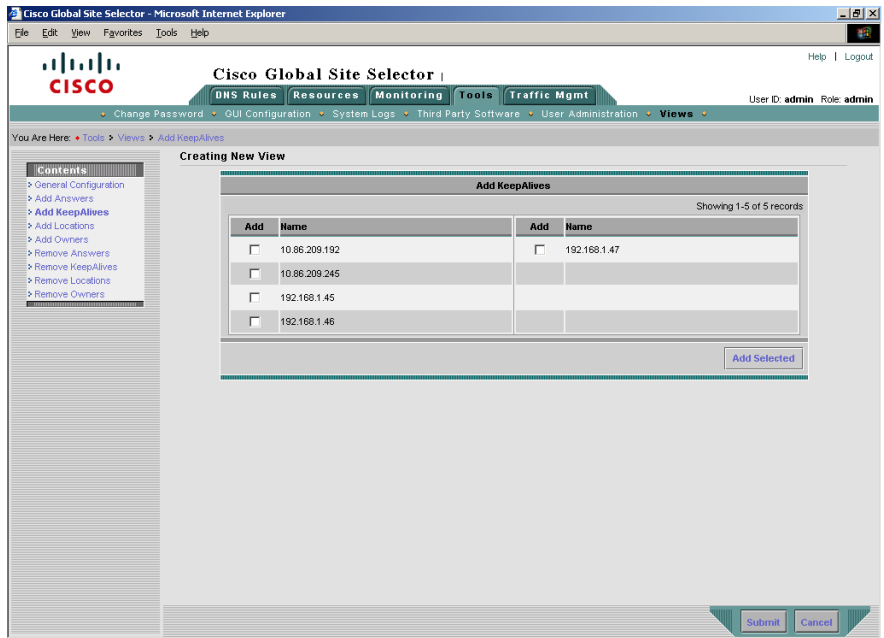 Cisco Global Site Selector - Microsoft Internet Explorer
File Edit View Favorites Tools Help
Help | Logout
CISCO
Cisco Global Site Selector |
DNS Rules Resources Monitoring Tools Traffic Mgmt
User ID: admin Role: admin
Change Password GUI Configuration System Logs Third Party Software User Administration Views
You Are Here: Tools > Views > Add KeepAlives
Creating New View
Contents
General Configuration
Add Answers
Add KeepAlives
Add Locations
Add Owners
Remove Answers
Remove KeepAlives
Remove Locations
Remove Owners
Add KeepAlives
Showing 1-5 of 5 records
Add Name Add Name
10.86.209.192 192.168.1.47
10.86.209.245
192.168.1.45
192.168.1.46
Add Selected
Submit Cancel